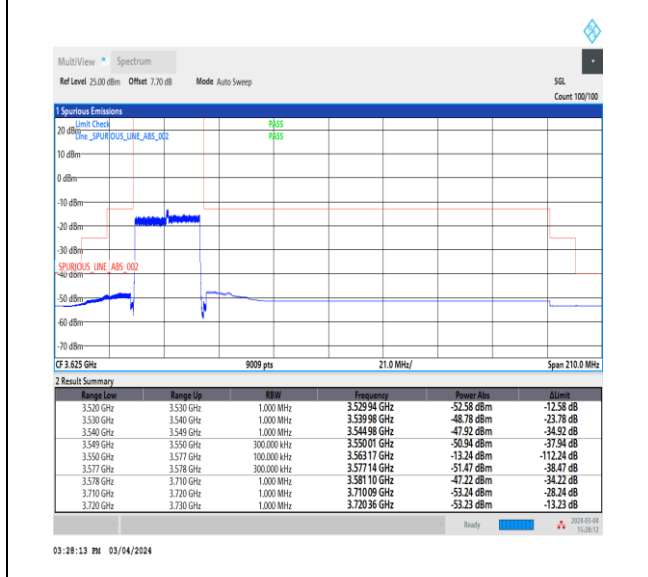 MultiView Spectrum
Ref Level 25.00 dBm Offset 7.70 dB Mode Auto Sweep SGL
Count 100/100
1 Spurious Emissions
Limit Check PASS
20 dBm
Line _SPURIOUS_LINE_ABS_002 PASS
10 dBm
0 dBm
-10 dBm
-20 dBm
-30 dBm
SPURIOUS_LINE_ABS_002
-40 dBm
-50 dBm
-60 dBm
-70 dBm
CF 3.625 GHz 9009 pts 21.0 MHz/ Span 210.0 MHz
2 Result Summary
Range Low Range Up RBW Frequency Power Abs ΔLimit
3.520 GHz 3.530 GHz 1.000 MHz 3.52994 GHz -52.58 dBm -12.58 dB
3.530 GHz 3.540 GHz 1.000 MHz 3.53998 GHz -48.78 dBm -23.78 dB
3.540 GHz 3.549 GHz 1.000 MHz 3.54498 GHz -47.92 dBm -34.92 dB
3.549 GHz 3.550 GHz 300.000 kHz 3.55001 GHz -50.94 dBm -37.94 dB
3.550 GHz 3.577 GHz 100.000 kHz 3.56317 GHz -13.24 dBm -112.24 dB
3.577 GHz 3.578 GHz 300.000 kHz 3.57714 GHz -51.47 dBm -38.47 dB
3.578 GHz 3.710 GHz 1.000 MHz 3.58110 GHz -47.22 dBm -34.22 dB
3.710 GHz 3.720 GHz 1.000 MHz 3.71009 GHz -53.24 dBm -28.24 dB
3.720 GHz 3.730 GHz 1.000 MHz 3.72036 GHz -53.23 dBm -13.23 dB
Ready 2024-03-04
15:28:12
03:28:13 PM 03/04/2024